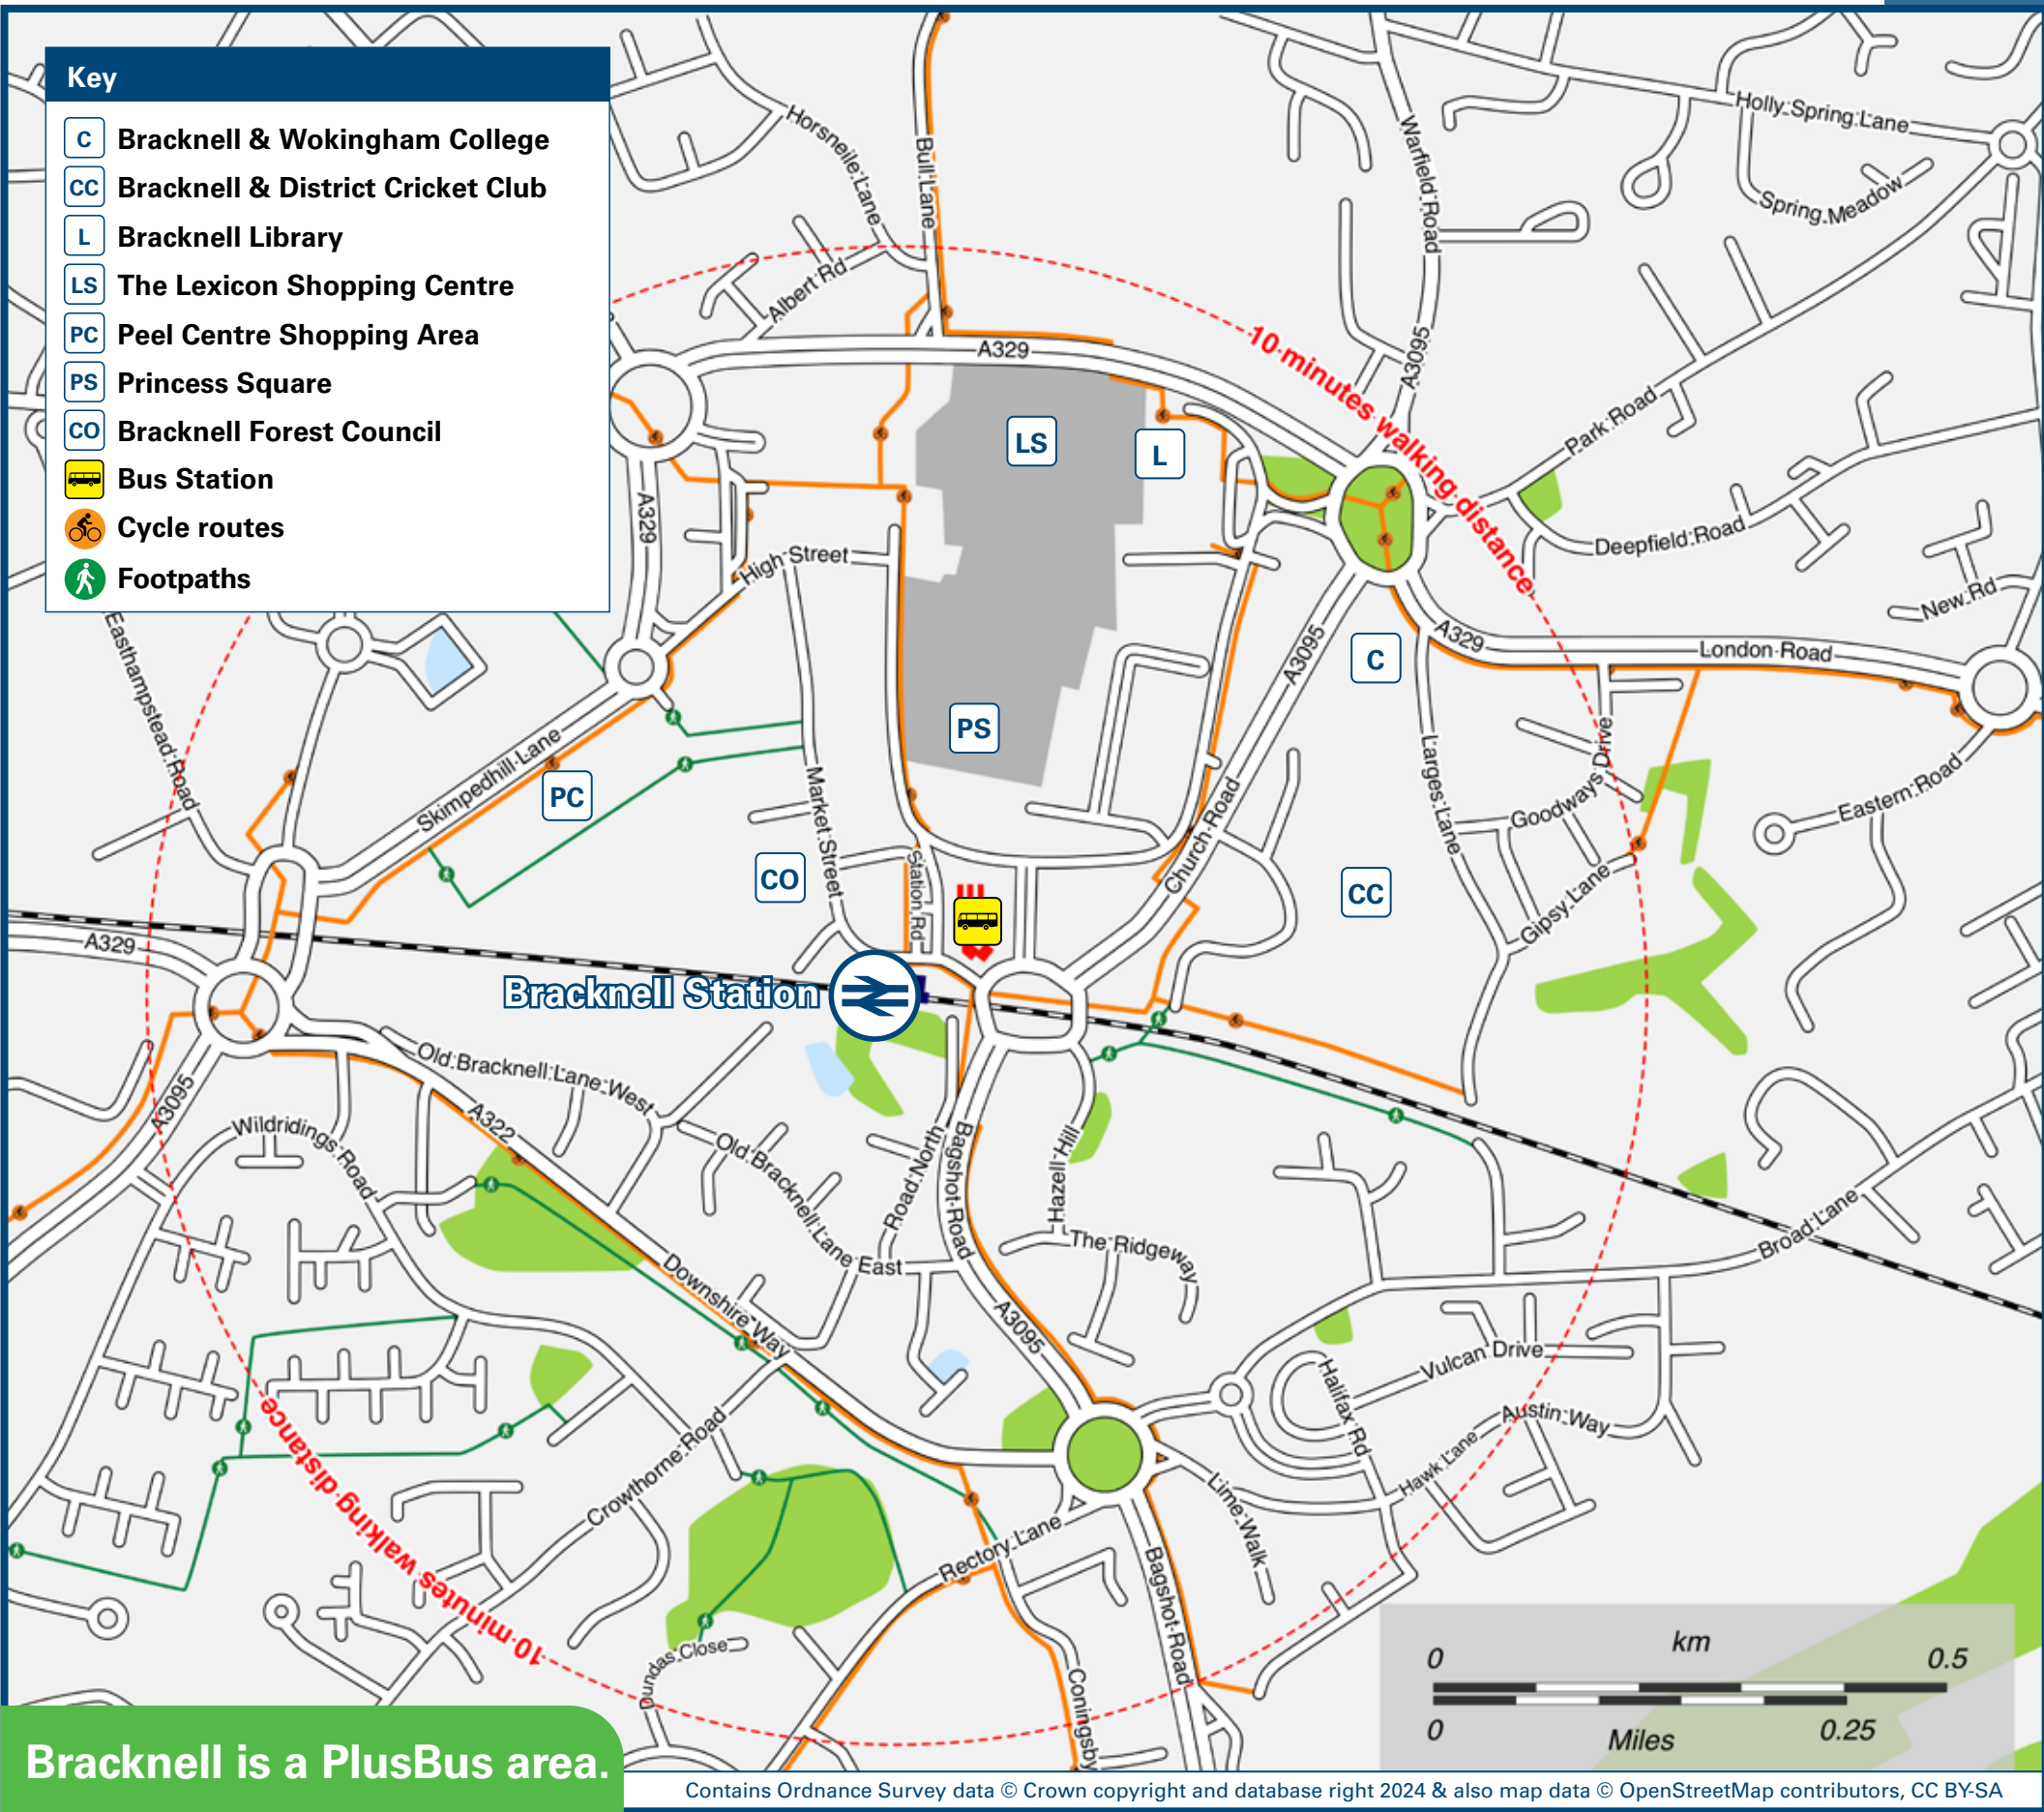 Key
C Bracknell & Wokingham College
CC Bracknell & District Cricket Club
L Bracknell Library
LS The Lexicon Shopping Centre
PC Peel Centre Shopping Area
PS Princess Square
CO Bracknell Forest Council
Bus Station
Cycle routes
Footpaths
Horsneile Lane
Bull Lane
Warfield Road
Holly Spring Lane
Spring Meadow
Albert Rd
A329
10 minutes walking distance
A3095
Park Road
LS
L
A329
High Street
Deepfield Road
New Rd
Easthampstead Road
A3095
C
A329
London Road
PS
Skimpedhill Lane
PC
Market Street
Larges Lane
Goodways Drive
Eastern Road
Church Road
CO
Station Rd
CC
Gipsy Lane
A329
Bracknell Station
Old Bracknell Lane West
A3095
A322
Wildridings Road
Old Bracknell Lane East
Road North
Bagshot Road
Hazell Hill
The Ridgeway
Broad Lane
Downshire Way
A3095
Vulcan Drive
Halifax Rd
Austin Way
Hawk Lane
Crowthorne Road
10 minutes walking distance
Lime Walk
Rectory Lane
Bagshot Road
Dundas Close
Coningsby
km
0 0.5
0 0.25
Miles
Bracknell is a PlusBus area.
Contains Ordnance Survey data © Crown copyright and database right 2024 & also map data © OpenStreetMap contributors, CC BY-SA